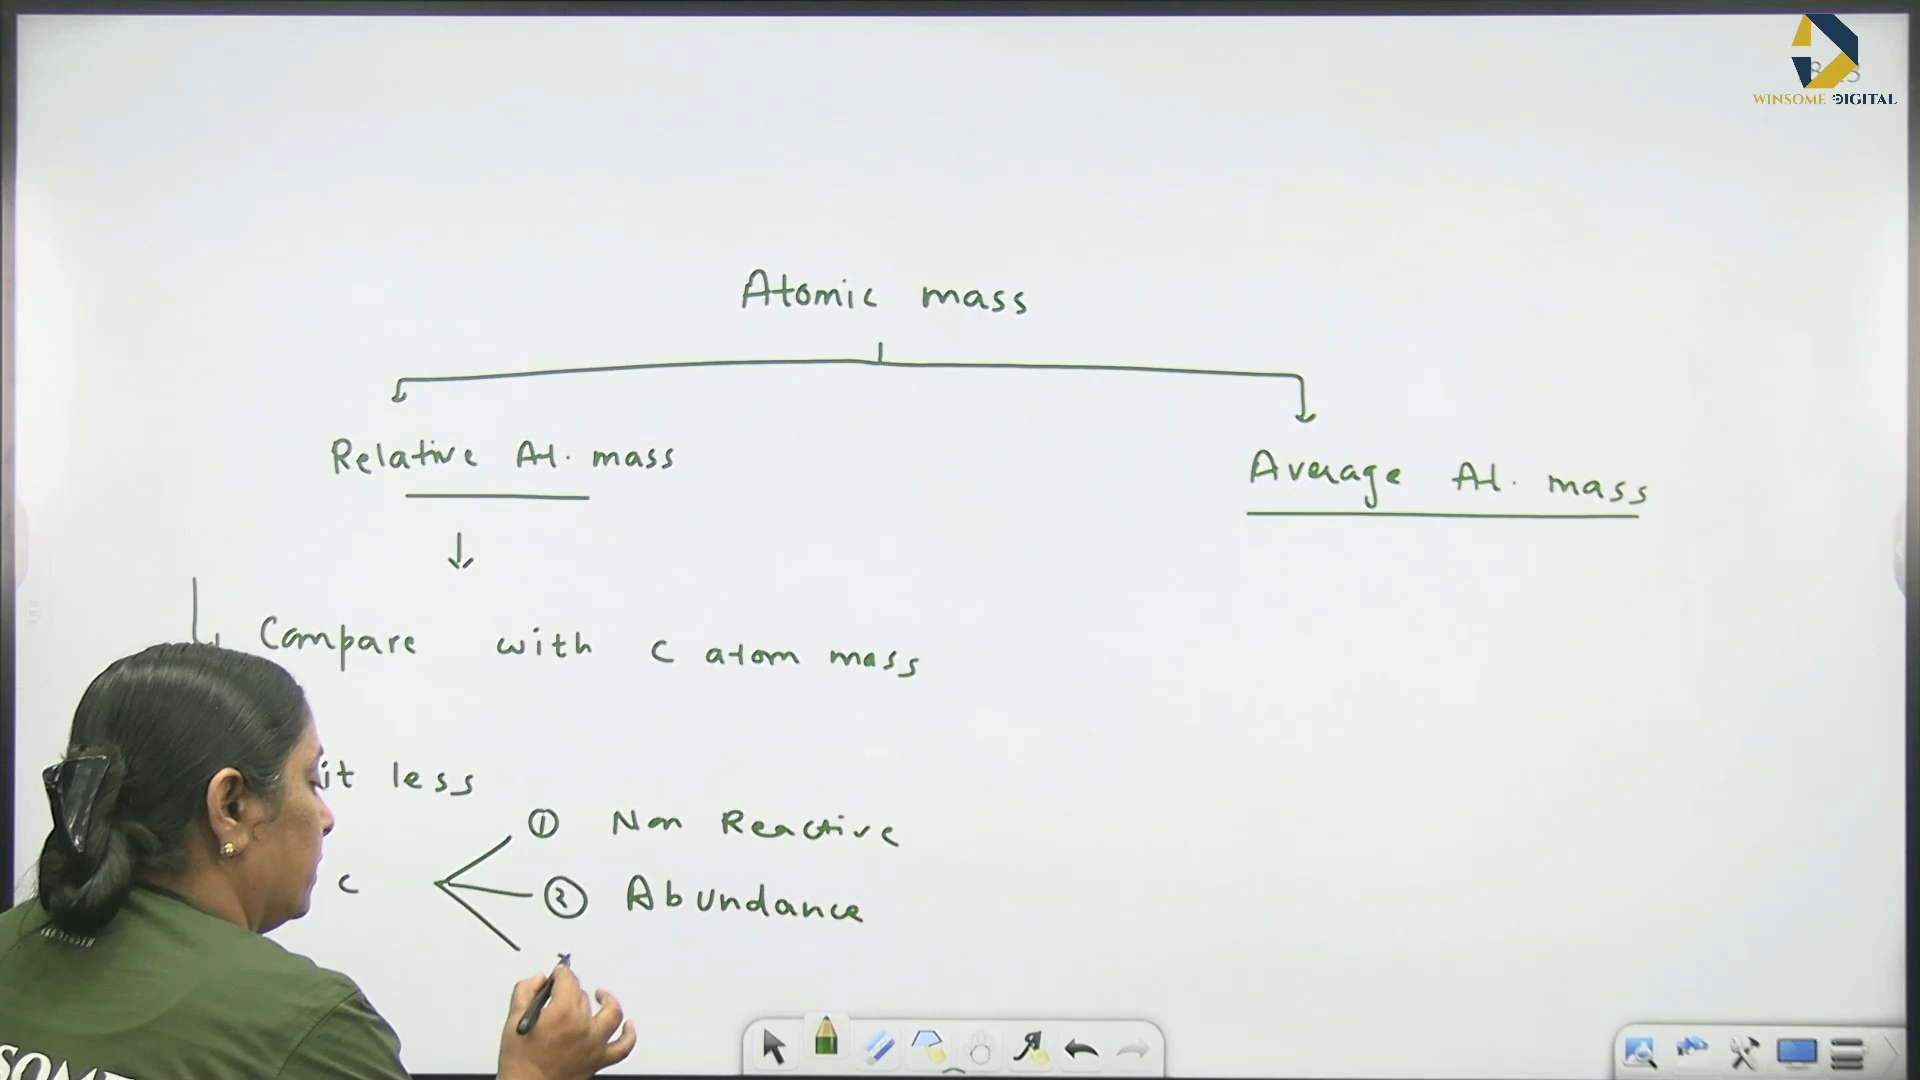 WINSOME DIGITAL
Atomic mass
Relative At. mass
Average At. mass
Compare with c atom mass
it less
① Non Reactive
c
② Abundance